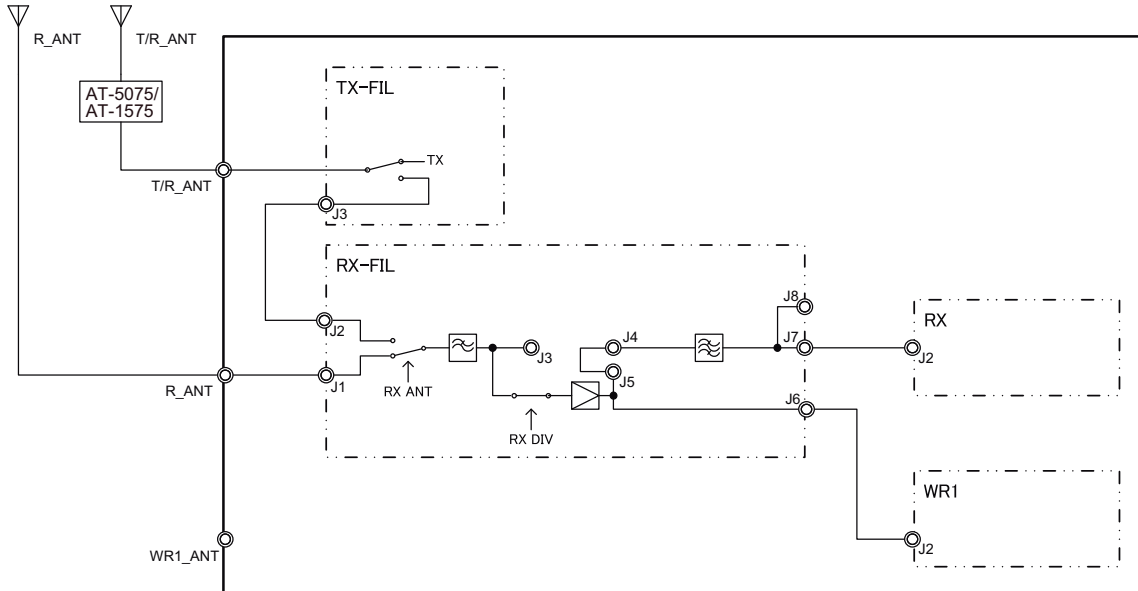 R_ANT
T/R_ANT
AT-5075/
AT-1575
TX-FIL
TX
T/R_ANT
J3
RX-FIL
J8
RX
J2
J4
J7
J2
J3
J1
RX ANT
J5
R_ANT
J6
RX DIV
WR1
WR1_ANT
J2